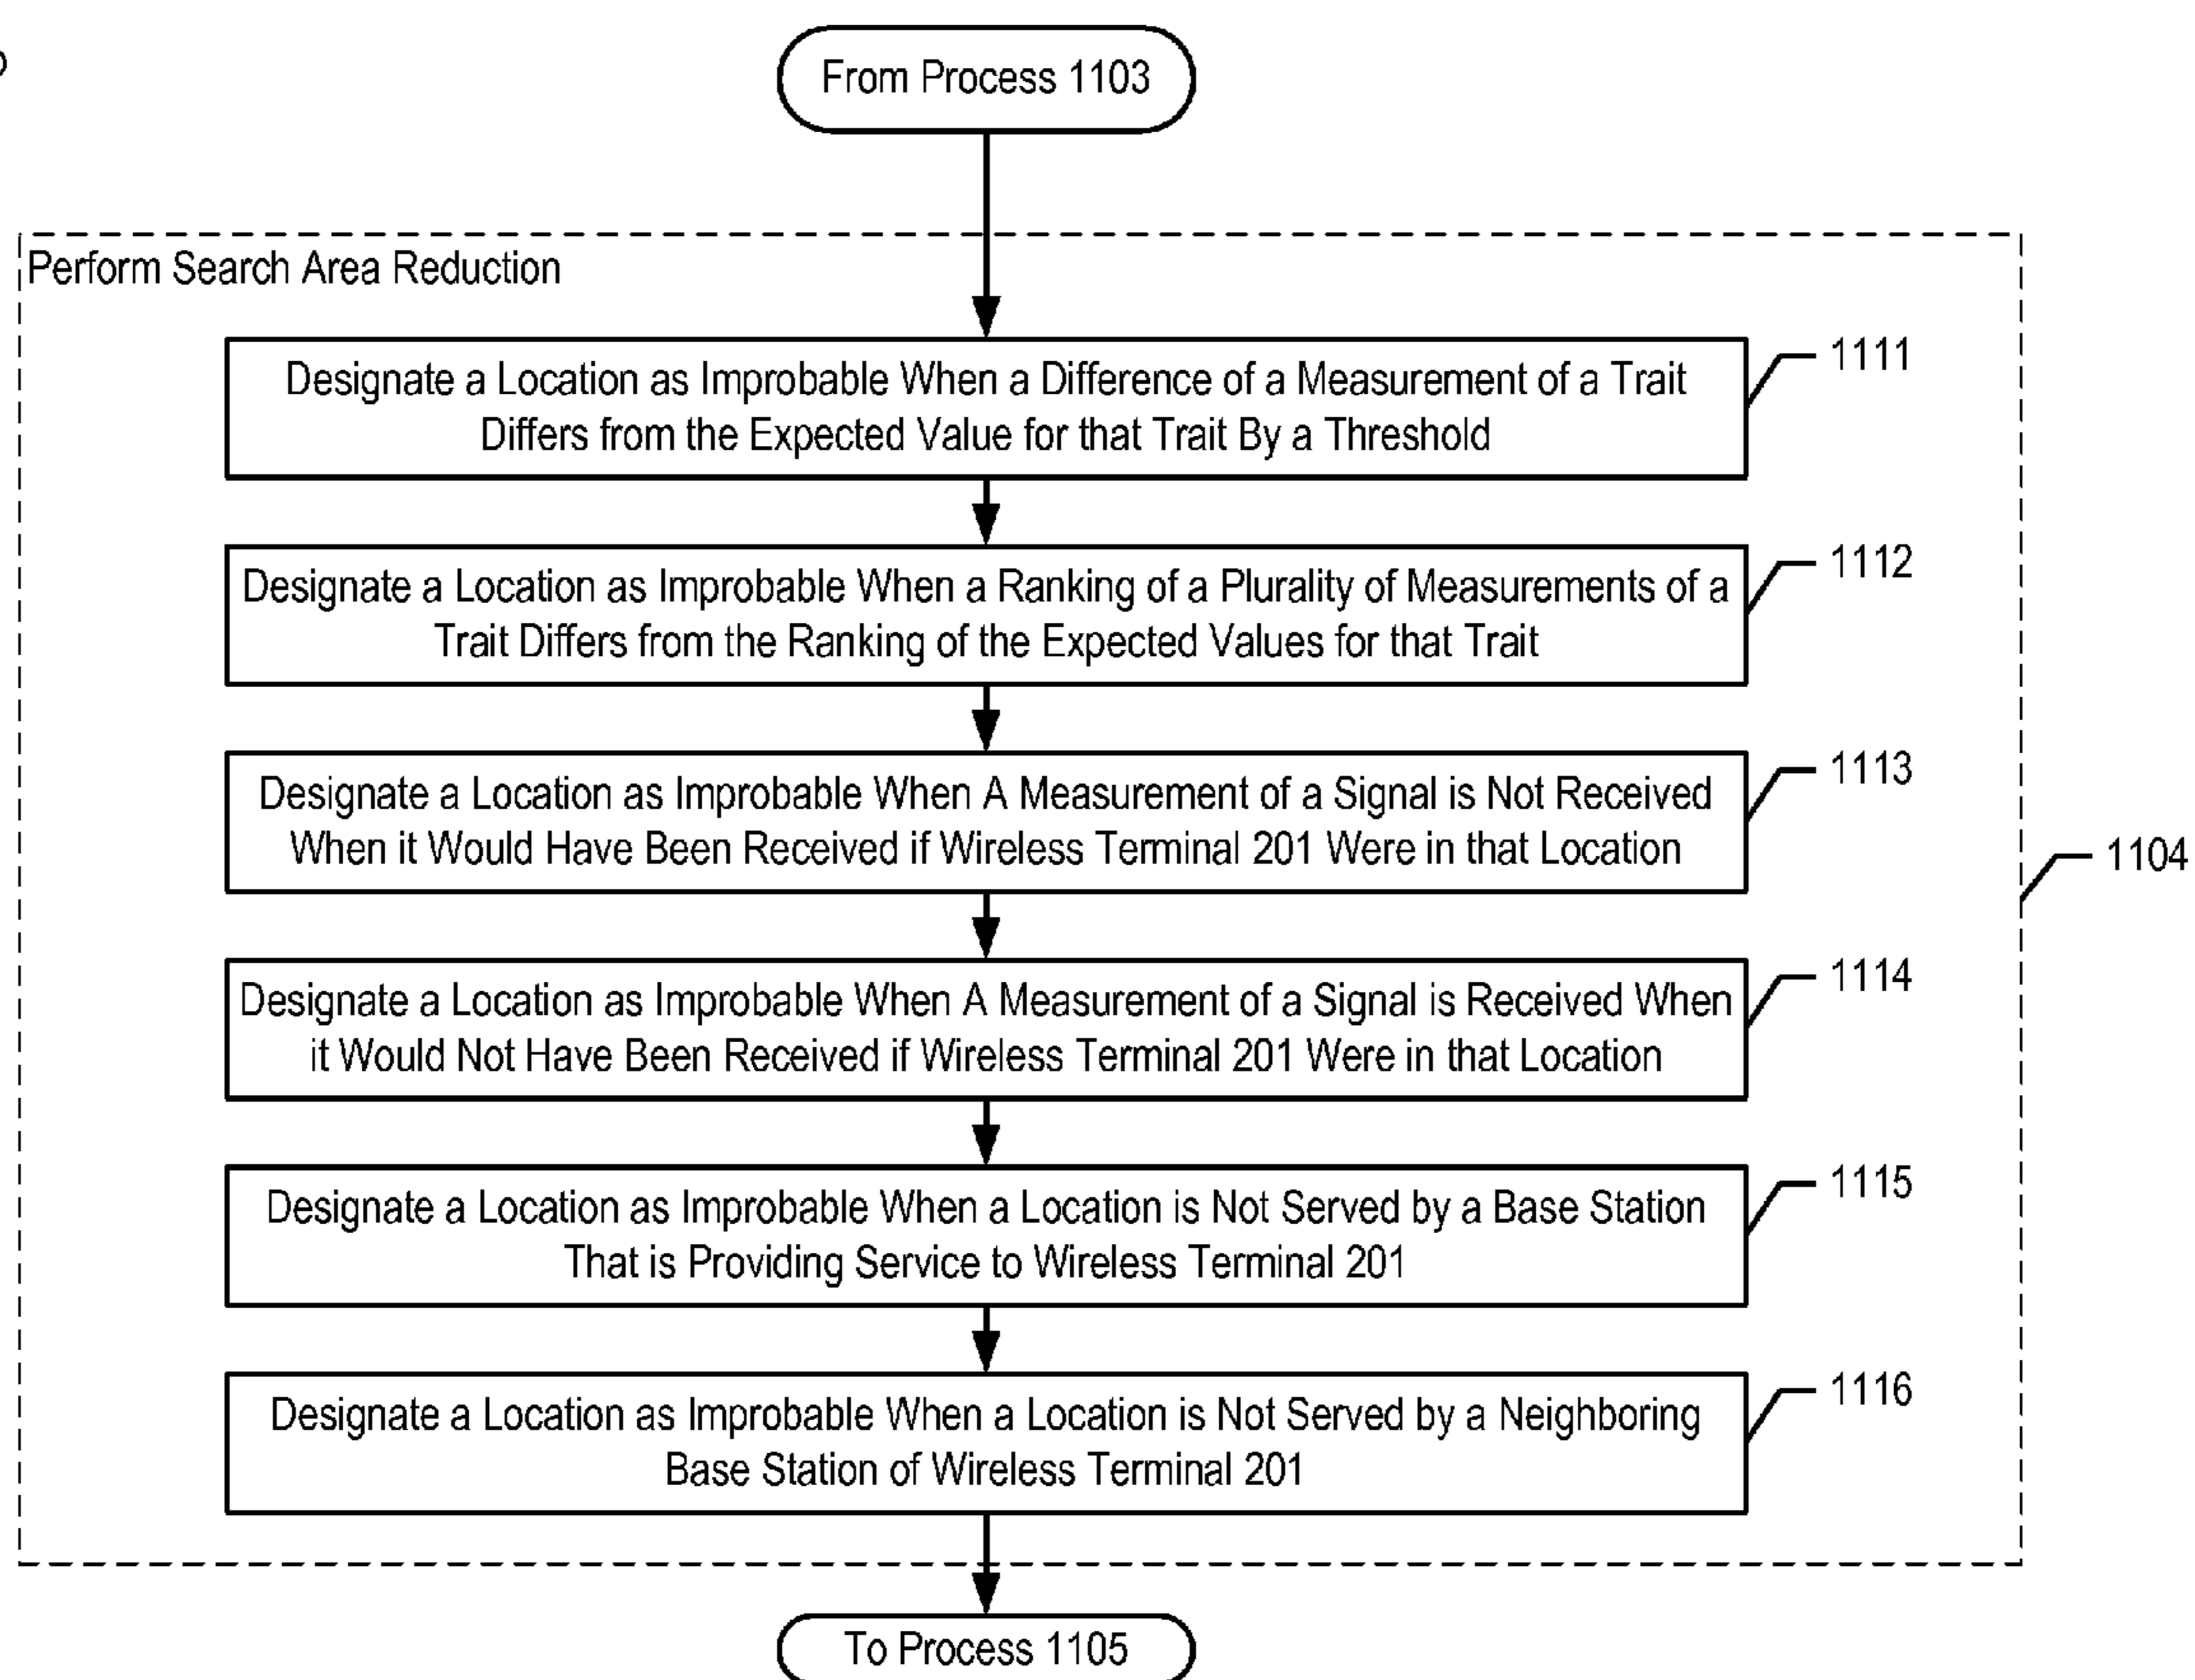 From Process 1103
Perform Search Area Reduction
Designate a Location as Improbable When a Difference of a Measurement of a Trait
Differs from the Expected Value for that Trait By a Threshold
1111
Designate a Location as Improbable When a Ranking of a Plurality of Measurements of a
Trait Differs from the Ranking of the Expected Values for that Trait
1112
Designate a Location as Improbable When A Measurement of a Signal is Not Received
When it Would Have Been Received if Wireless Terminal 201 Were in that Location
1113
1104
Designate a Location as Improbable When A Measurement of a Signal is Received When
it Would Not Have Been Received if Wireless Terminal 201 Were in that Location
1114
Designate a Location as Improbable When a Location is Not Served by a Base Station
That is Providing Service to Wireless Terminal 201
1115
Designate a Location as Improbable When a Location is Not Served by a Neighboring
Base Station of Wireless Terminal 201
1116
To Process 1105